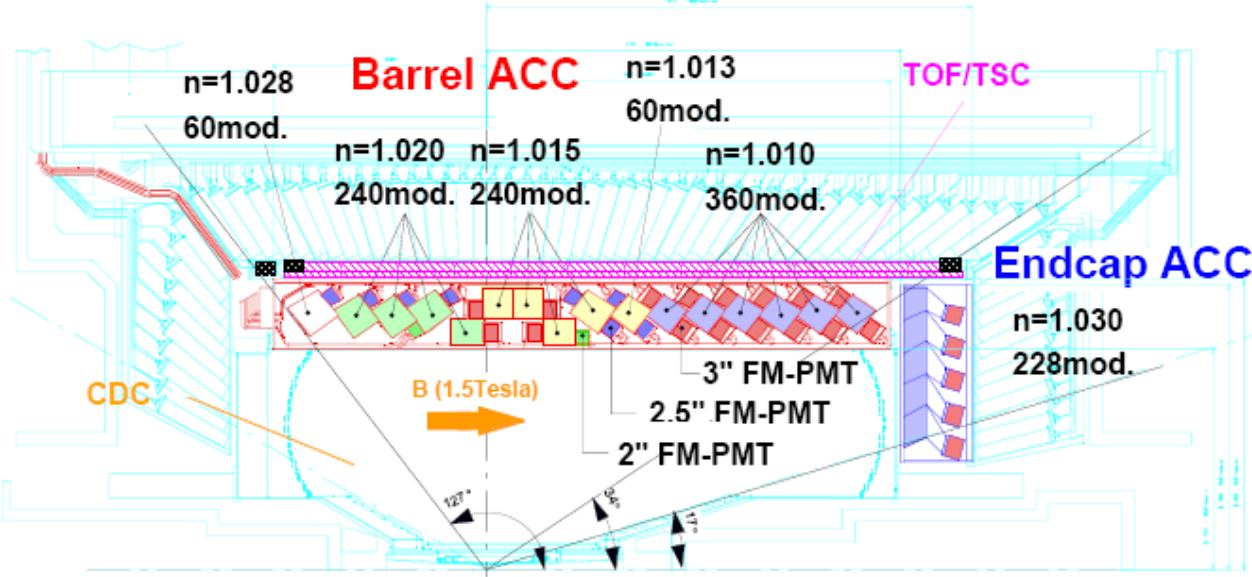 n=1.028
60mod.
Barrel ACC
n=1.013
60mod.
TOF/TSC
n=1.020
240mod.
n=1.015
240mod.
n=1.010
360mod.
Endcap ACC
n=1.030
228mod.
CDC
B (1.5Tesla)
3" FM-PMT
2.5" FM-PMT
2" FM-PMT
127°
34°
17°